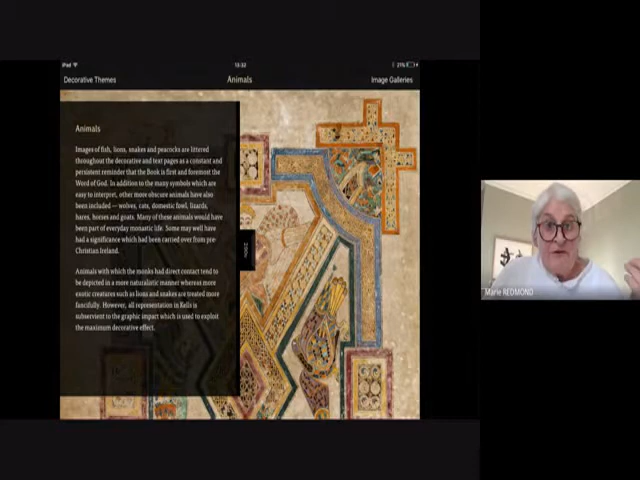 iPad
13:32
21%
Decorative Themes
Animals
Image Galleries
Animals
Images of fish, lions, snakes and peacocks are littered
throughout the decorative and text pages as a constant and
persistent reminder that the Book is first and foremost the
Word of God. In addition to the many symbols which are
easy to interpret, other more obscure animals have also
been included — wolves, cats, domestic fowl, lizards,
hares, horses and goats. Many of these animals would have
been part of everyday monastic life. Some may well have
had a significance which had been carried over from pre-
Christian Ireland.
Animals with which the monks had direct contact tend to
be depicted in a more naturalistic manner whereas more
exotic creatures such as lions and snakes are treated more
fancifully. However, all representation in Kells is
subservient to the graphic impact which is used to exploit
the maximum decorative effect.
Marie REDMOND